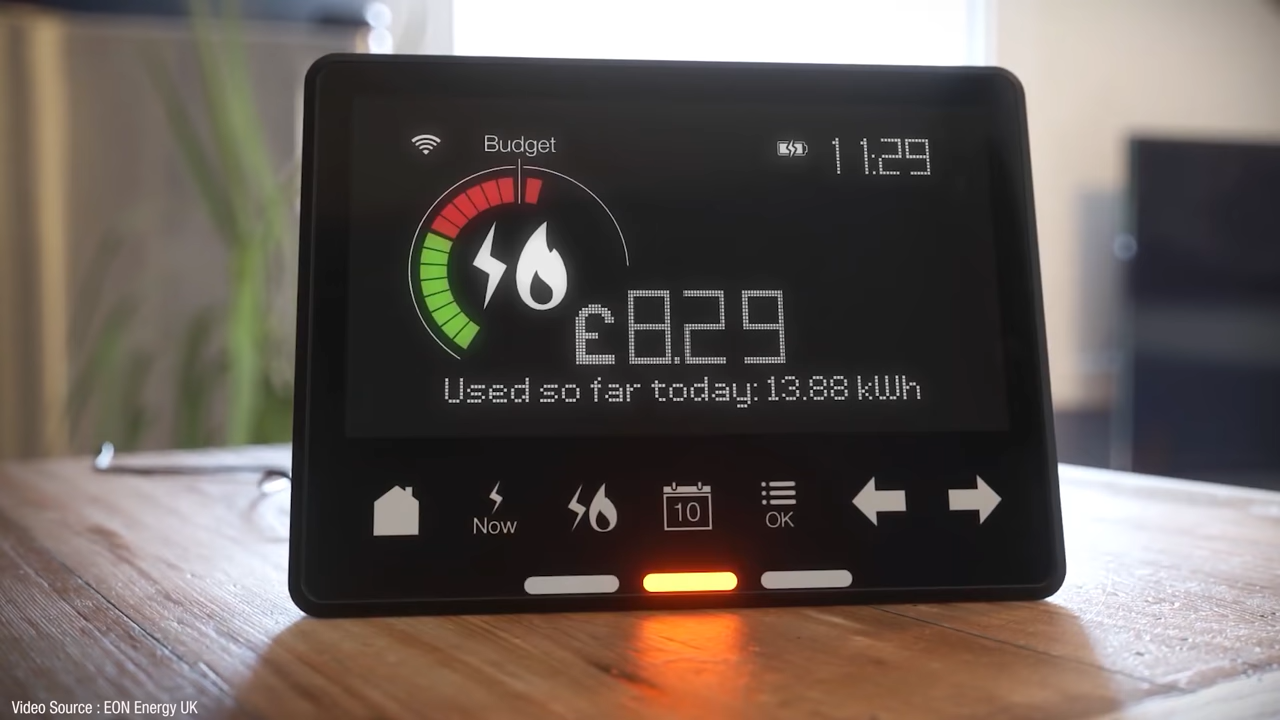 Budget
11:29
£8.29
Used so far today: 13.88 kWh
Now
10
OK
Video Source : EON Energy UK